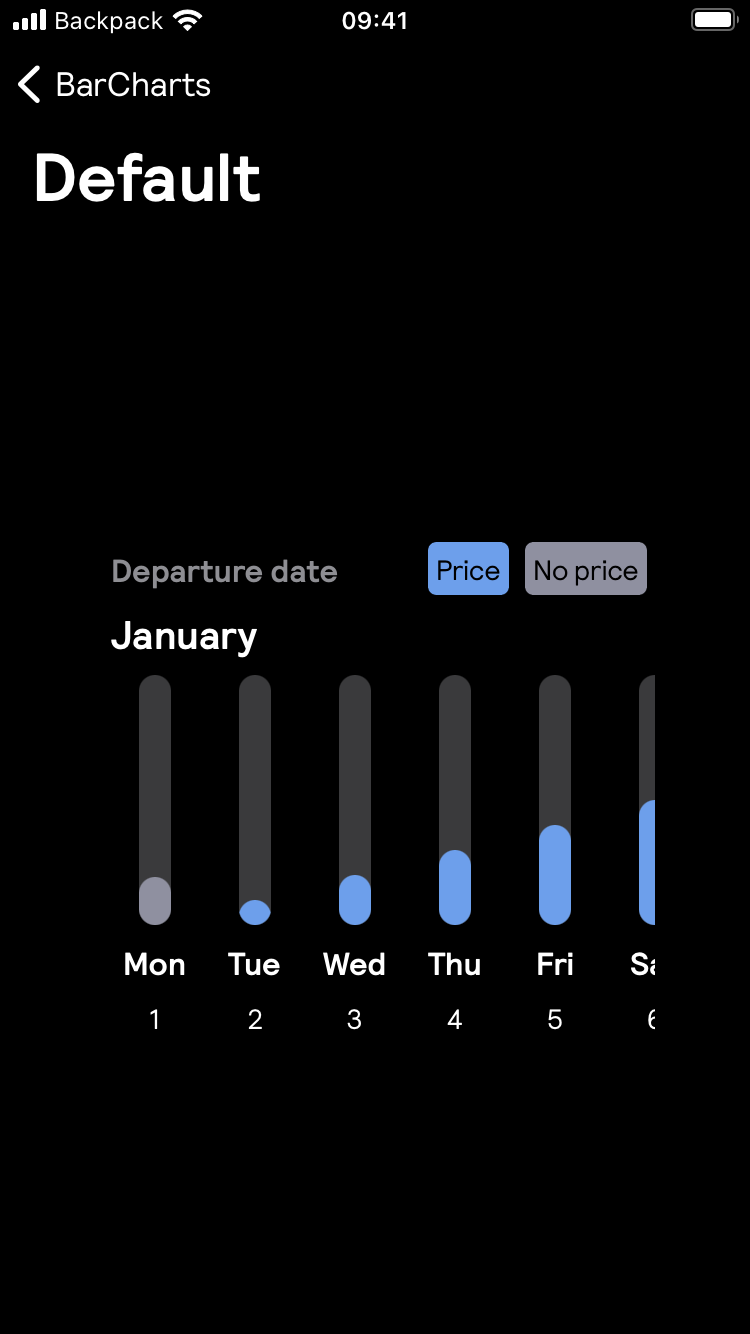 Backpack 09:41
BarCharts
Default
Departure date Price No price
January
Mon Tue Wed Thu Fri
1 2 3 4 5